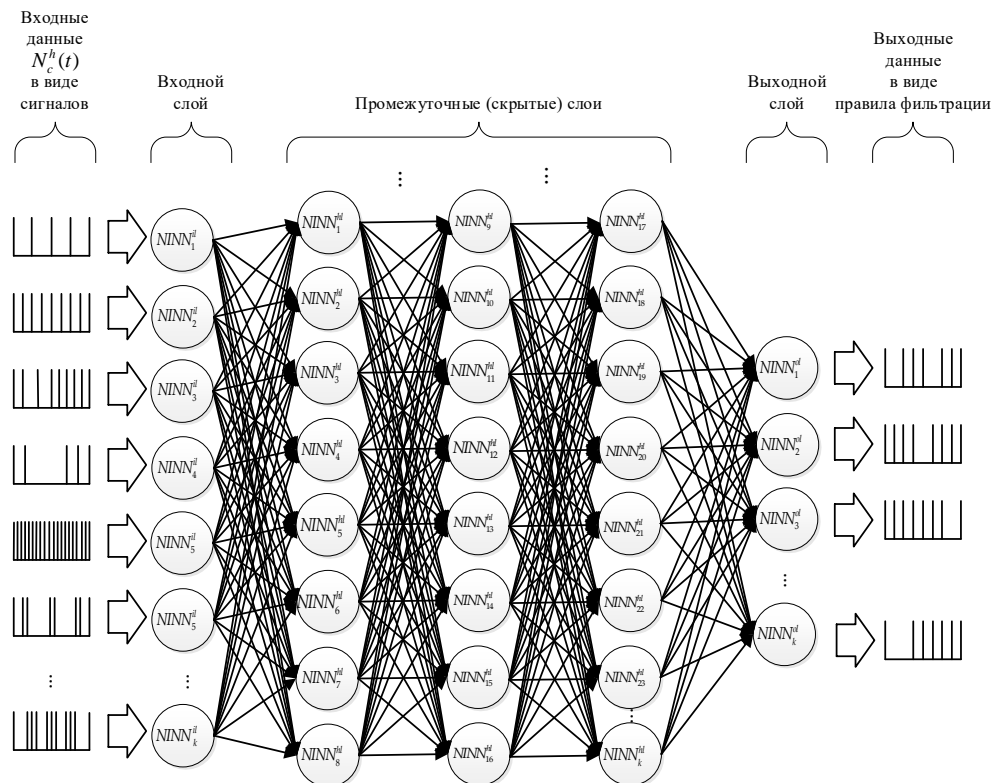 Входные
данные
N_c^h(t)
в виде
сигналов
Входной
слой
Промежуточные (скрытые) слои
Выходной
слой
Выходные
данные
в виде
правила фильтрации
...
...
NINN_1^il
NINN_2^il
NINN_3^il
NINN_4^il
NINN_5^il
NINN_5^il
...
...
NINN_k^il
NINN_1^hl
NINN_2^hl
NINN_3^hl
NINN_4^hl
NINN_5^hl
NINN_6^hl
NINN_7^hl
NINN_8^hl
NINN_9^hl
NINN_10^hl
NINN_11^hl
NINN_12^hl
NINN_13^hl
NINN_14^hl
NINN_15^hl
NINN_16^hl
NINN_17^hl
NINN_18^hl
NINN_19^hl
NINN_20^hl
NINN_21^hl
NINN_22^hl
NINN_23^hl
...
NINN_k^hl
NINN_1^ol
NINN_2^ol
NINN_3^ol
...
NINN_k^ol